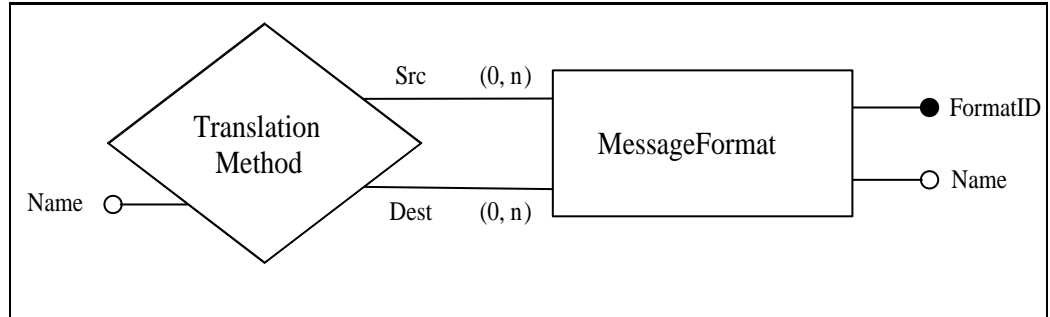 Src (0, n)
FormatID
Translation
Method
MessageFormat
Name
Name
Dest (0, n)